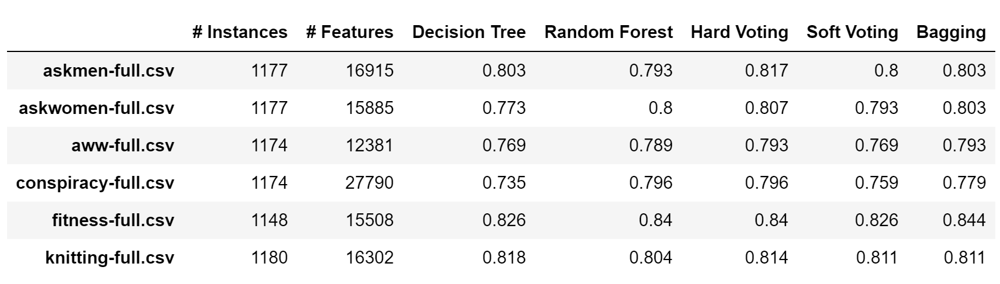 # Instances # Features Decision Tree Random Forest Hard Voting Soft Voting Bagging
askmen-full.csv 1177 16915 0.803 0.793 0.817 0.8 0.803
askwomen-full.csv 1177 15885 0.773 0.8 0.807 0.793 0.803
aww-full.csv 1174 12381 0.769 0.789 0.793 0.769 0.793
conspiracy-full.csv 1174 27790 0.735 0.796 0.796 0.759 0.779
fitness-full.csv 1148 15508 0.826 0.84 0.84 0.826 0.844
knitting-full.csv 1180 16302 0.818 0.804 0.814 0.811 0.811